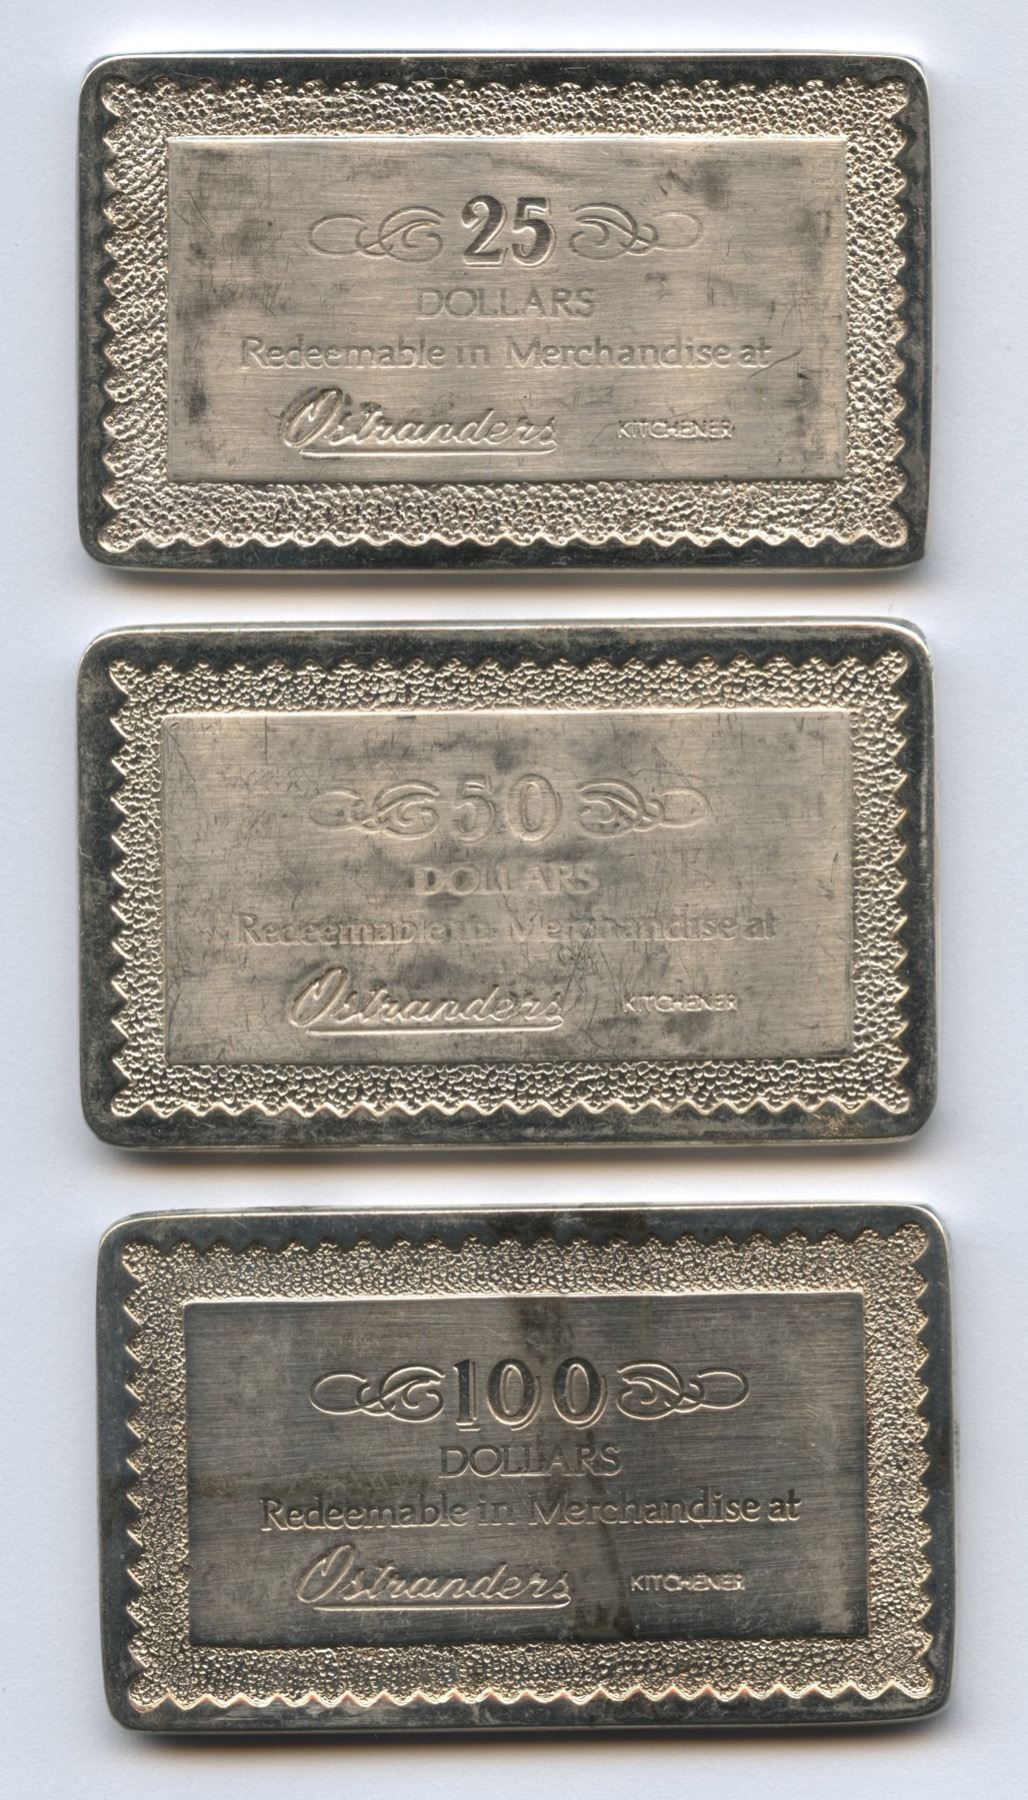 25
DOLLARS
Redeemable in Merchandise at
Ostranders KITCHENER
50
DOLLARS
Redeemable in Merchandise at
Ostranders KITCHENER
100
DOLLARS
Redeemable in Merchandise at
Ostranders KITCHENER